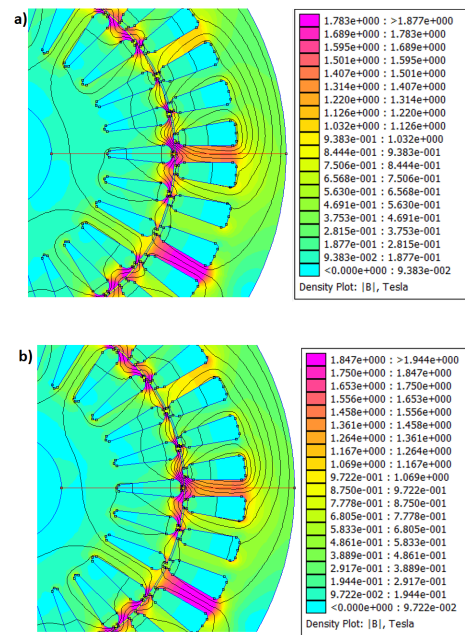 a)
1.783e+000 : >1.877e+000
1.689e+000 : 1.783e+000
1.595e+000 : 1.689e+000
1.501e+000 : 1.595e+000
1.407e+000 : 1.501e+000
1.314e+000 : 1.407e+000
1.220e+000 : 1.314e+000
1.126e+000 : 1.220e+000
1.032e+000 : 1.126e+000
9.383e-001 : 1.032e+000
8.444e-001 : 9.383e-001
7.506e-001 : 8.444e-001
6.568e-001 : 7.506e-001
5.630e-001 : 6.568e-001
4.691e-001 : 5.630e-001
3.753e-001 : 4.691e-001
2.815e-001 : 3.753e-001
1.877e-001 : 2.815e-001
9.383e-002 : 1.877e-001
<0.000e+000 : 9.383e-002
Density Plot: |B|, Tesla
b)
1.847e+000 : >1.944e+000
1.750e+000 : 1.847e+000
1.653e+000 : 1.750e+000
1.556e+000 : 1.653e+000
1.458e+000 : 1.556e+000
1.361e+000 : 1.458e+000
1.264e+000 : 1.361e+000
1.167e+000 : 1.264e+000
1.069e+000 : 1.167e+000
9.722e-001 : 1.069e+000
8.750e-001 : 9.722e-001
7.778e-001 : 8.750e-001
6.805e-001 : 7.778e-001
5.833e-001 : 6.805e-001
4.861e-001 : 5.833e-001
3.889e-001 : 4.861e-001
2.917e-001 : 3.889e-001
1.944e-001 : 2.917e-001
9.722e-002 : 1.944e-001
<0.000e+000 : 9.722e-002
Density Plot: |B|, Tesla